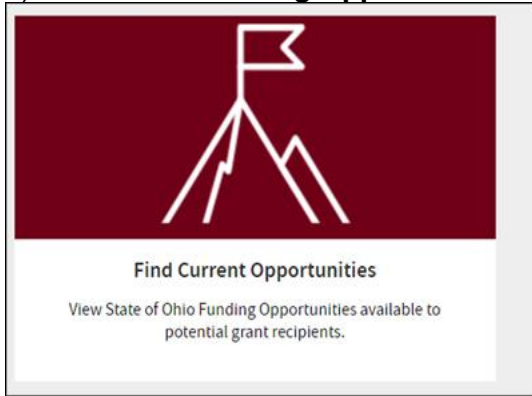 Find Current Opportunities
View State of Ohio Funding Opportunities available to
potential grant recipients.